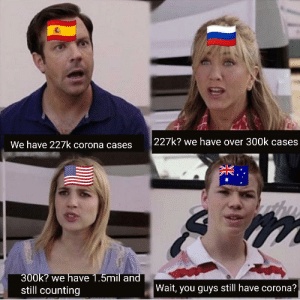 We have 227k corona cases
227k? we have over 300k cases
300k? we have 1.5mil and
still counting
Wait, you guys still have corona?